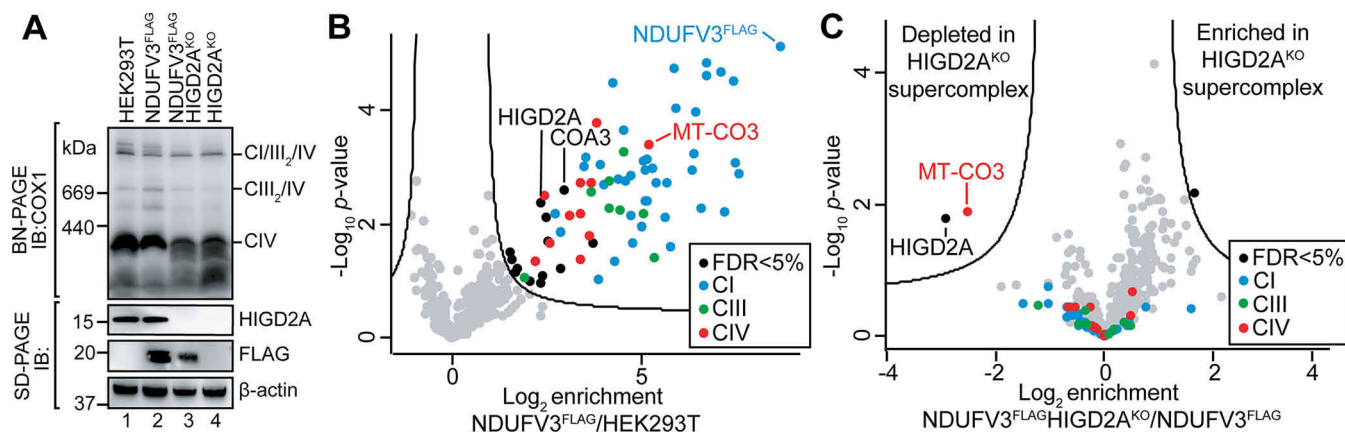 A
HEK293T
NDUFV3FLAG
NDUFV3FLAG
HIGD2AKO
HIGD2AKO
BN-PAGE
IB:COX1
kDa
669
440
CI/III2/IV
CIII2/IV
CIV
SD-PAGE
IB:
15
20
37
HIGD2A
FLAG
β-actin
1 2 3 4
B
NDUFV3FLAG
HIGD2A
COA3
MT-CO3
-Log10 p-value
4
2
0
0 5
FDR<5%
CI
CIII
CIV
Log2 enrichment
NDUFV3FLAG/HEK293T
C
Depleted in
HIGD2AKO
supercomplex
Enriched in
HIGD2AKO
supercomplex
MT-CO3
HIGD2A
-Log10 p-value
4
2
0
-4 -2 0 2 4
FDR<5%
CI
CIII
CIV
Log2 enrichment
NDUFV3FLAGHIGD2AKO/NDUFV3FLAG